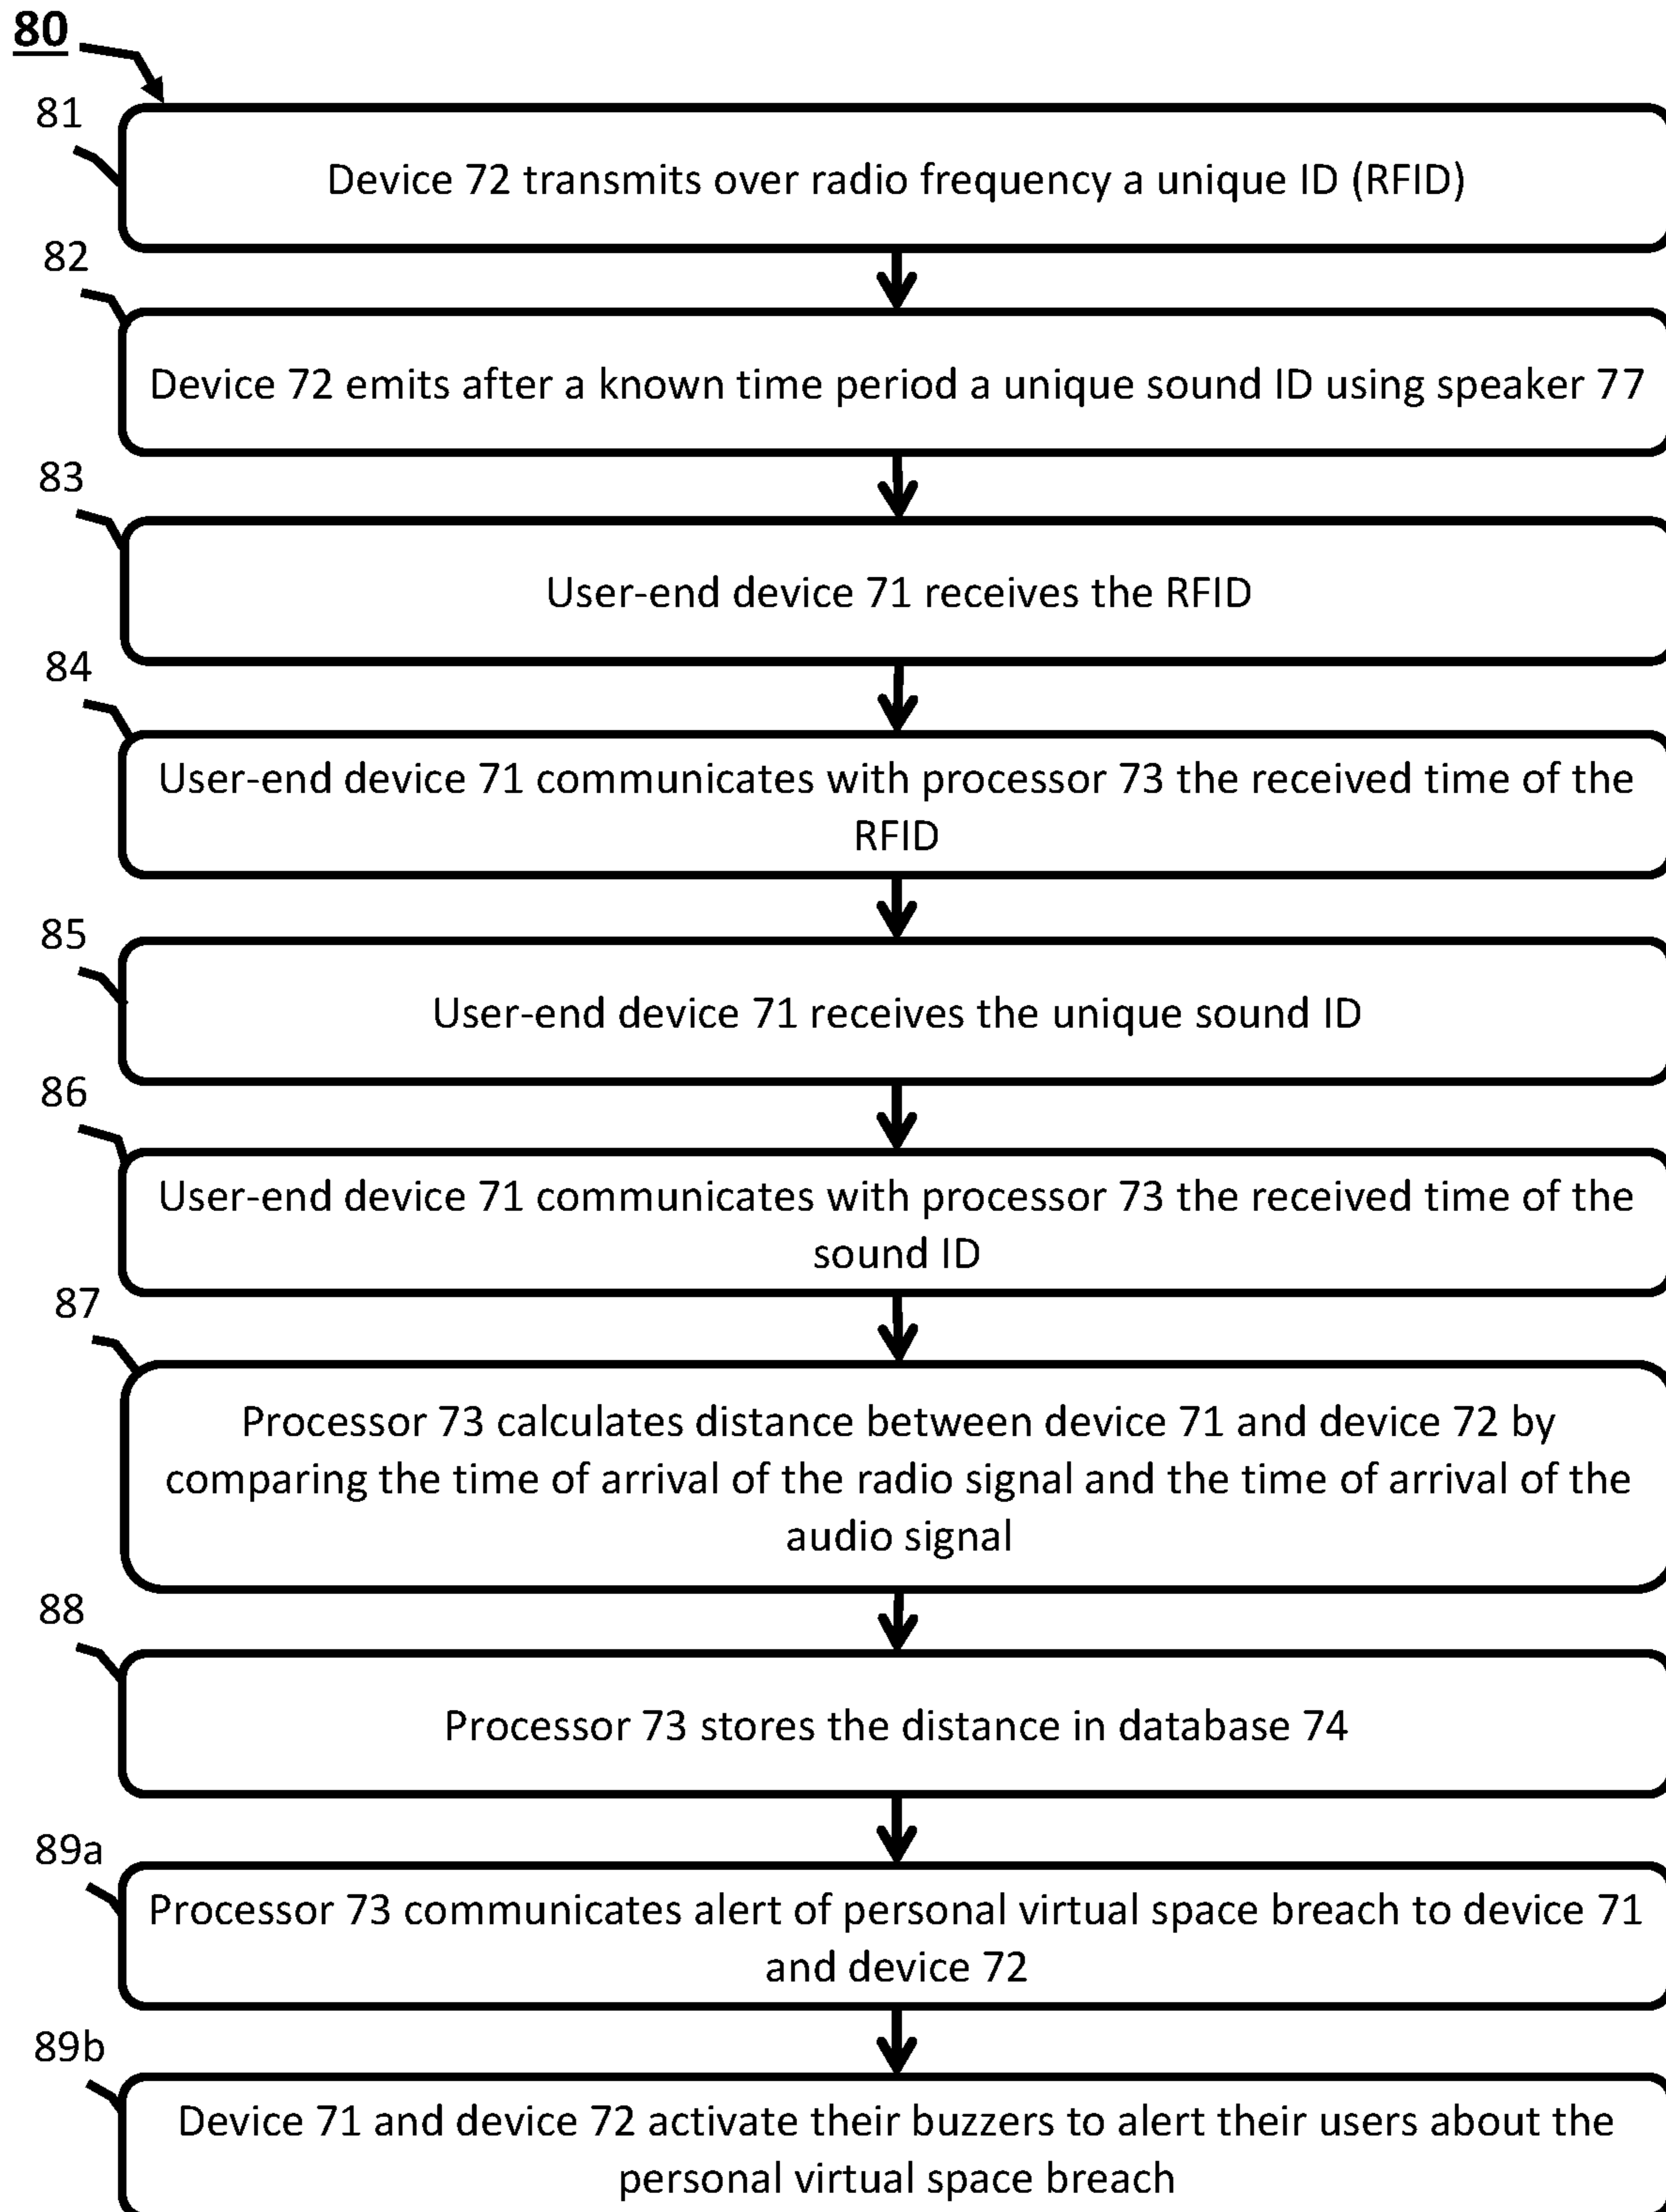 80
81
Device 72 transmits over radio frequency a unique ID (RFID)
82
Device 72 emits after a known time period a unique sound ID using speaker 77
83
User-end device 71 receives the RFID
84
User-end device 71 communicates with processor 73 the received time of the
RFID
85
User-end device 71 receives the unique sound ID
86
User-end device 71 communicates with processor 73 the received time of the
sound ID
87
Processor 73 calculates distance between device 71 and device 72 by
comparing the time of arrival of the radio signal and the time of arrival of the
audio signal
88
Processor 73 stores the distance in database 74
89a
Processor 73 communicates alert of personal virtual space breach to device 71
and device 72
89b
Device 71 and device 72 activate their buzzers to alert their users about the
personal virtual space breach